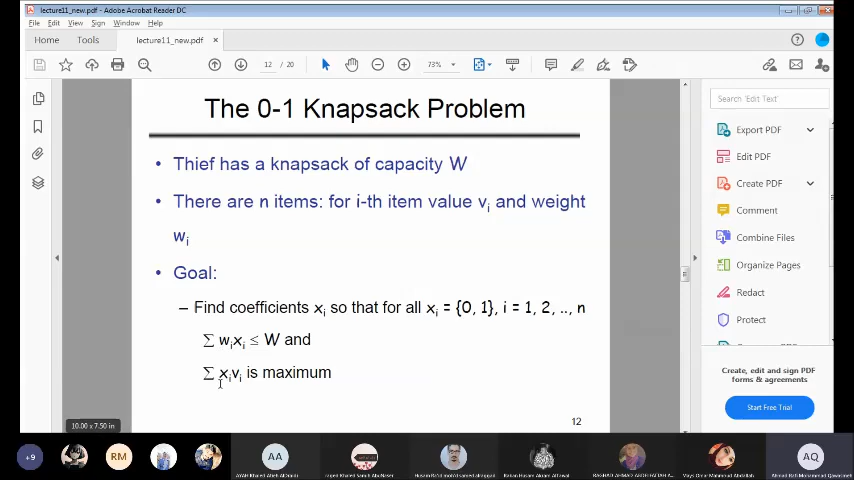 lecture11_new.pdf - Adobe Acrobat Reader DC
File Edit View Sign Window Help
Home Tools lecture11_new.pdf ×
12 / 20 73%
The 0-1 Knapsack Problem
• Thief has a knapsack of capacity W
• There are n items: for i-th item value vi and weight
wi
• Goal:
– Find coefficients xi so that for all xi = {0, 1}, i = 1, 2, .., n
∑ wixi ≤ W and
∑ xivi is maximum
12
10.00 x 7.50 in
Search 'Edit Text'
Export PDF
Edit PDF
Create PDF
Comment
Combine Files
Organize Pages
Redact
Protect
Create, edit and sign PDF
forms & agreements
Start Free Trial
+9 RM AA AQ